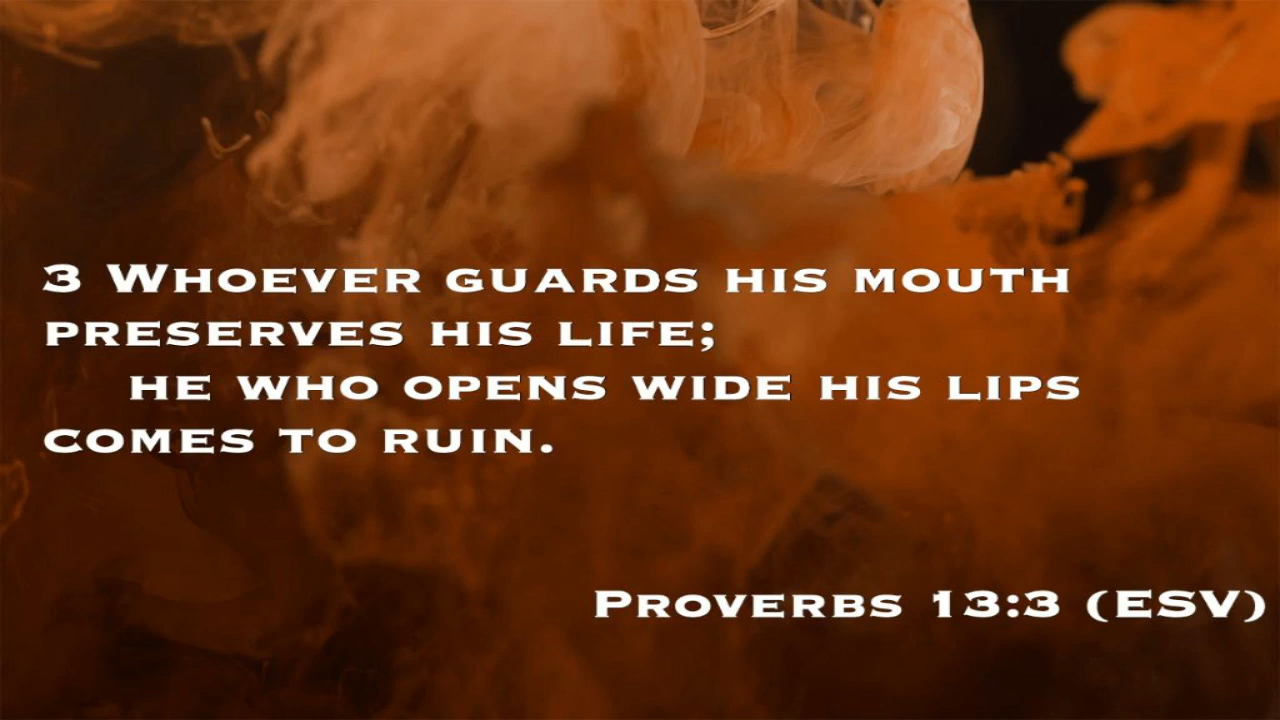 3 Whoever guards his mouth
preserves his life;
he who opens wide his lips
comes to ruin.
Proverbs 13:3 (ESV)